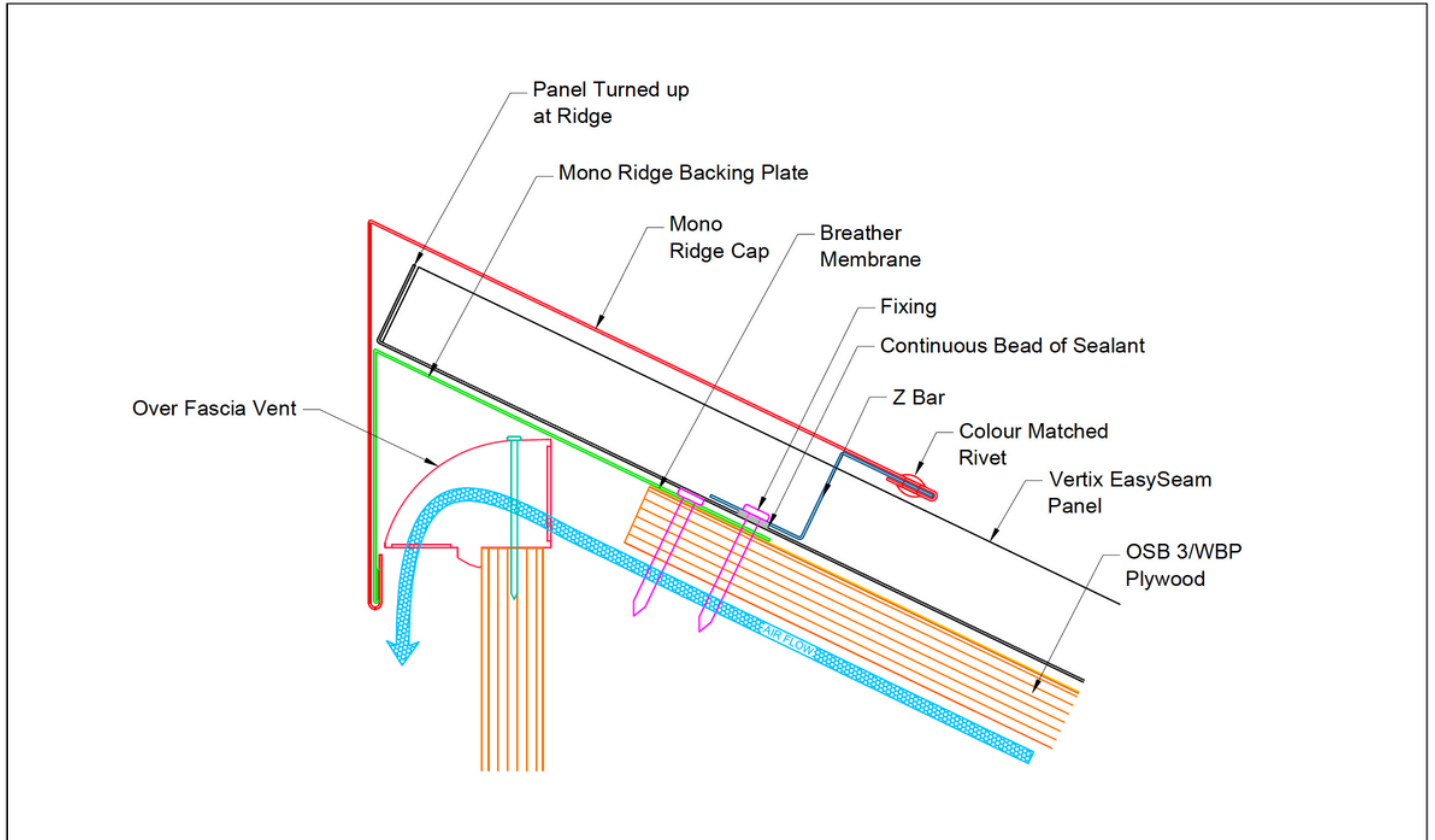 Panel Turned up
at Ridge
Mono Ridge Backing Plate
Mono
Ridge Cap
Breather
Membrane
Fixing
Continuous Bead of Sealant
Z Bar
Over Fascia Vent
Colour Matched
Rivet
Vertix EasySeam
Panel
OSB 3/WBP
Plywood
AIR FLOW